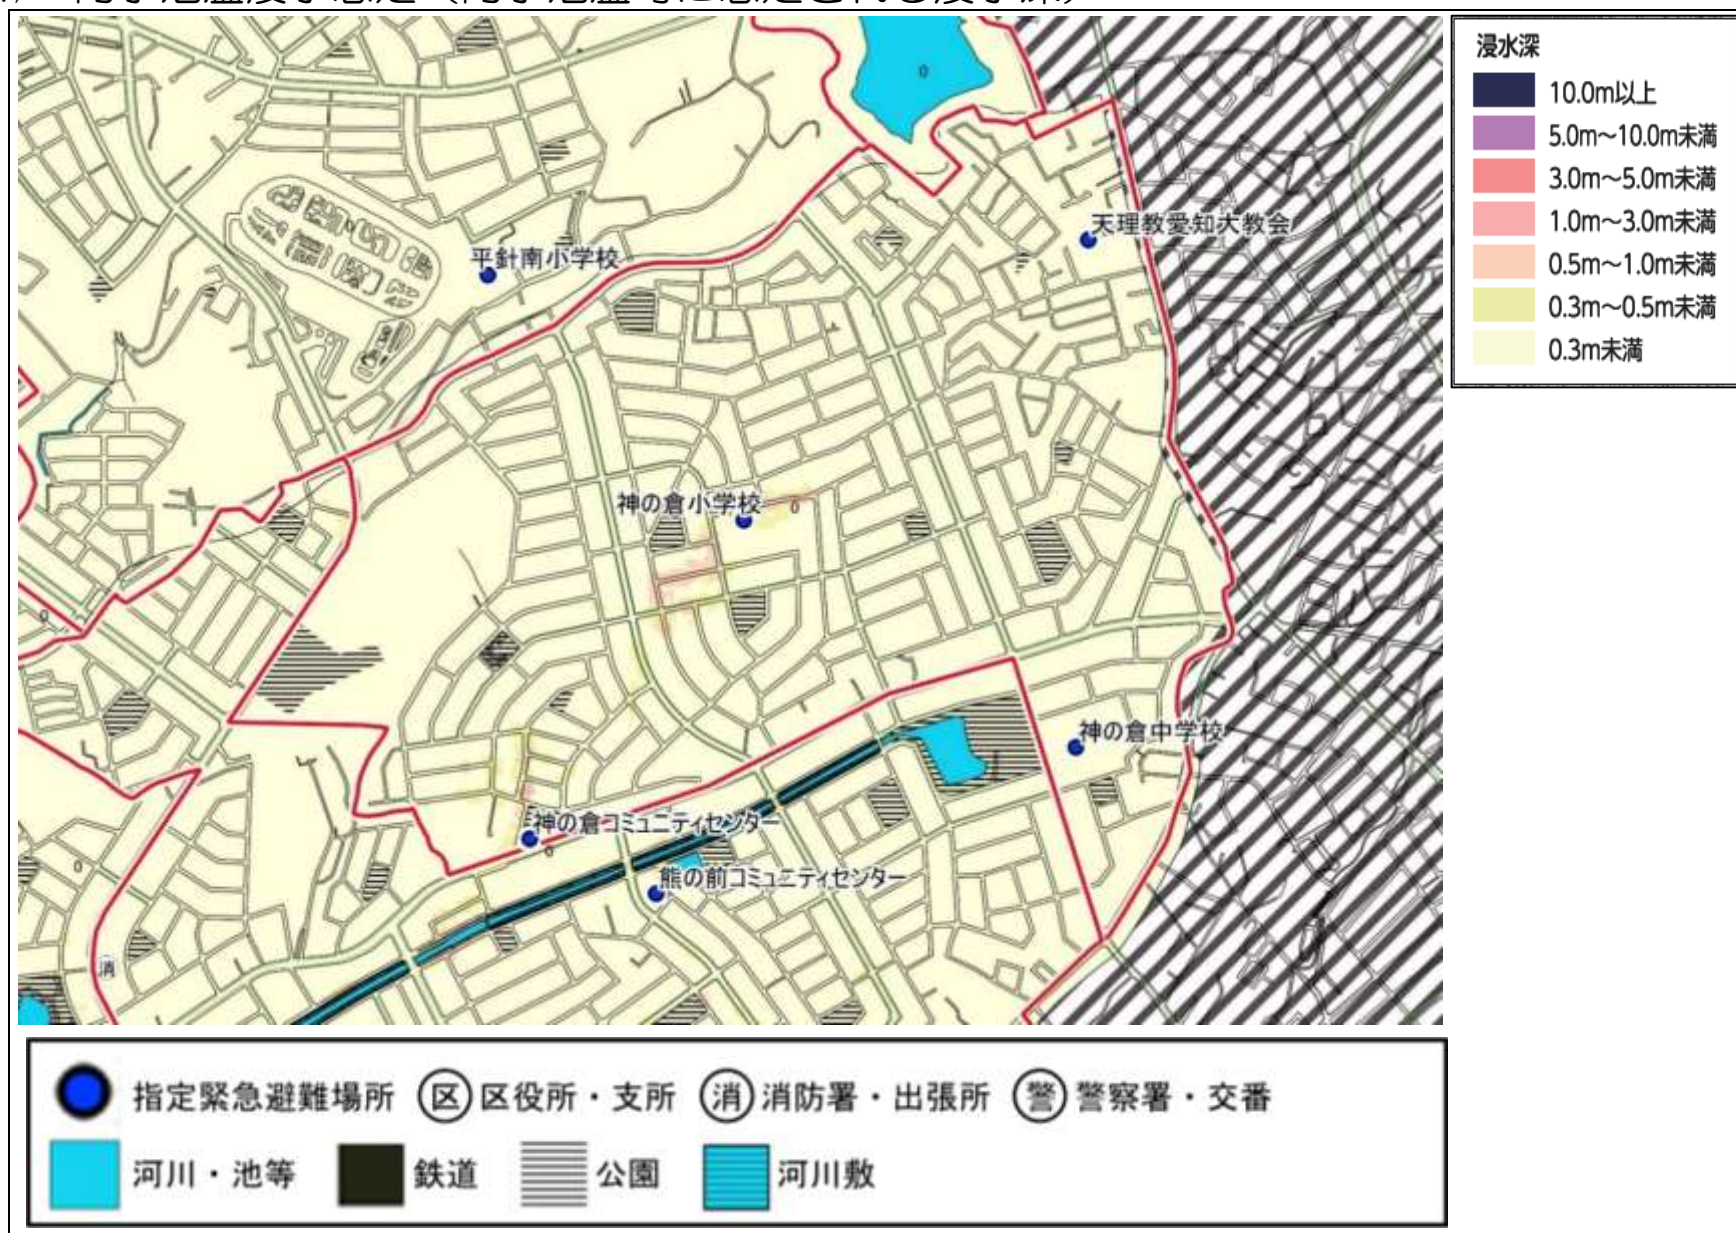 浸水深
10.0m以上
5.0m～10.0m未満
3.0m～5.0m未満
1.0m～3.0m未満
0.5m～1.0m未満
0.3m～0.5m未満
0.3m未満
0
天理教愛知大教会
平針南小学校
神の倉小学校
0
0
神の倉中学校
神の倉コミュニティセンター
0
熊の前コミュニティセンター
0
消
指定緊急避難場所 区 区役所・支所 消 消防署・出張所 警 警察署・交番
河川・池等 鉄道 公園 河川敷